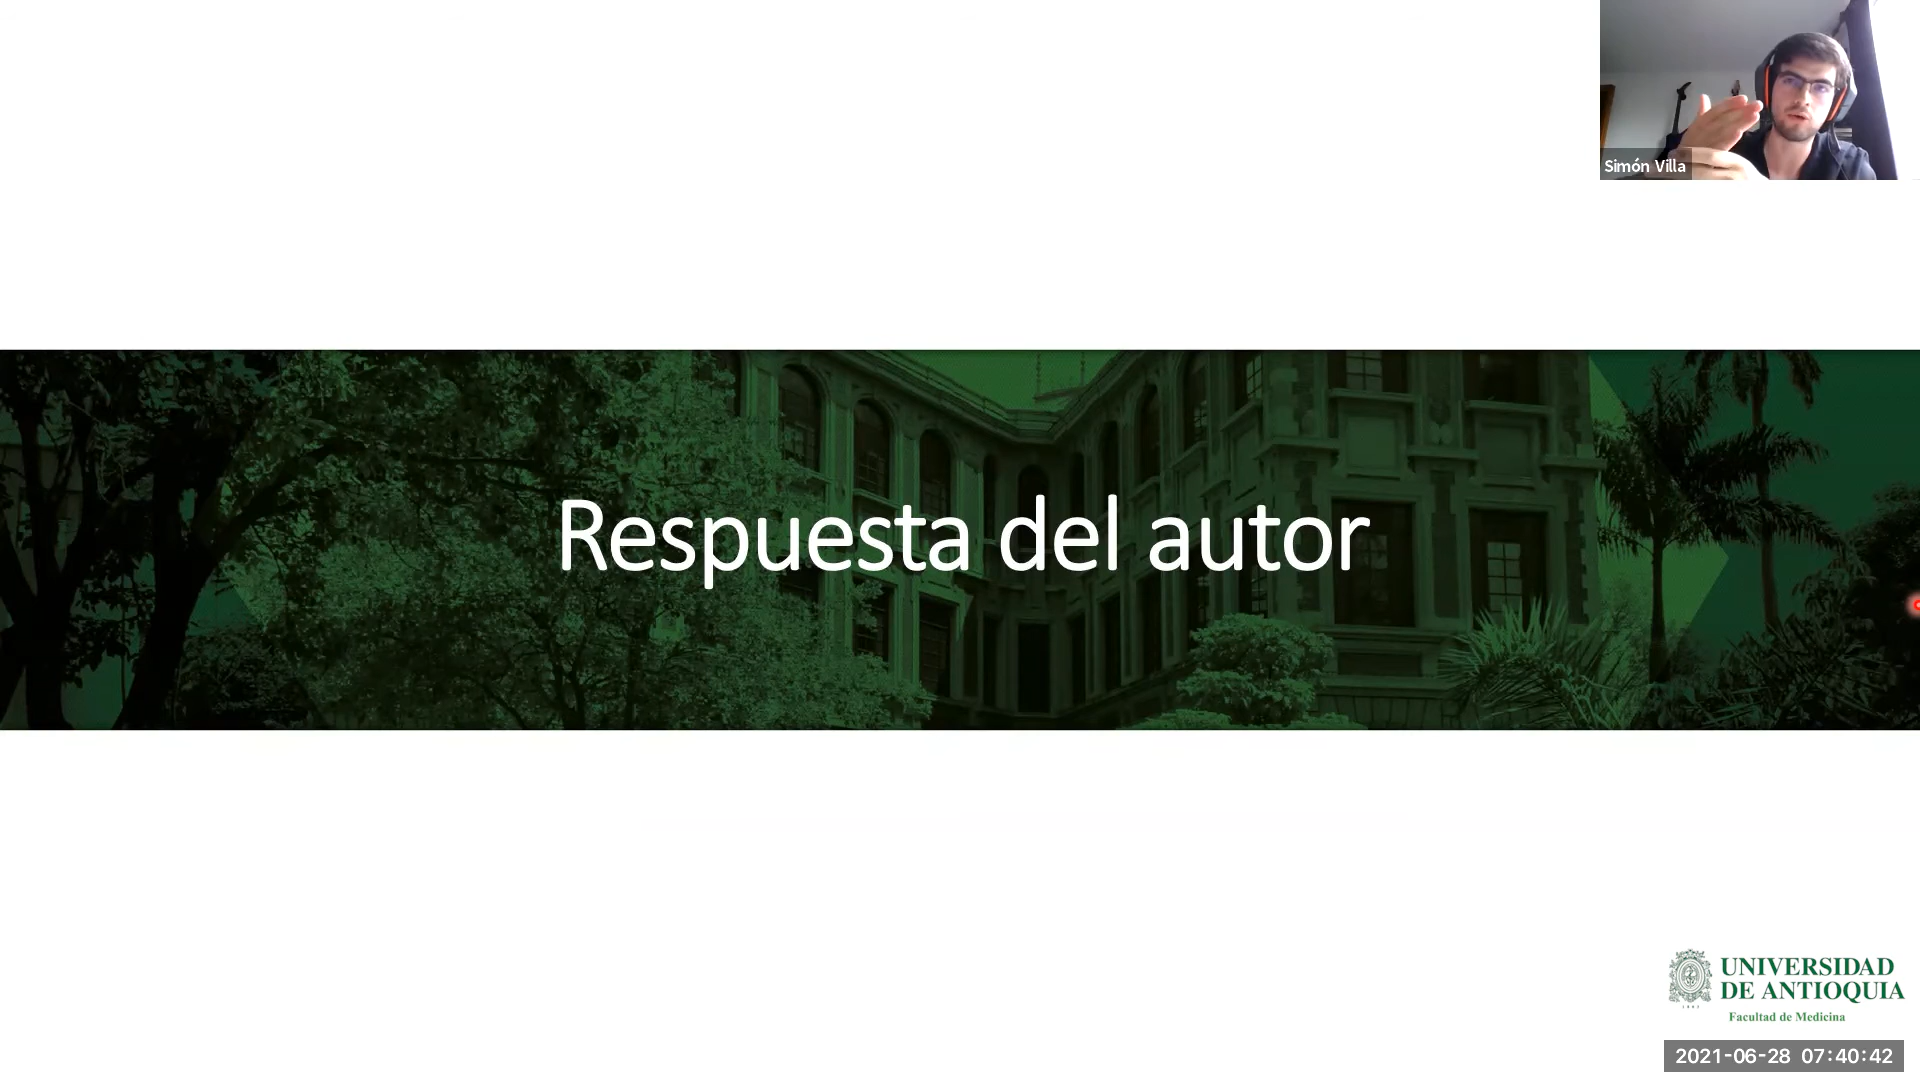 Simón Villa
Respuesta del autor
UNIVERSIDAD
DE ANTIOQUIA
Facultad de Medicina
2021-06-28 07:40:42